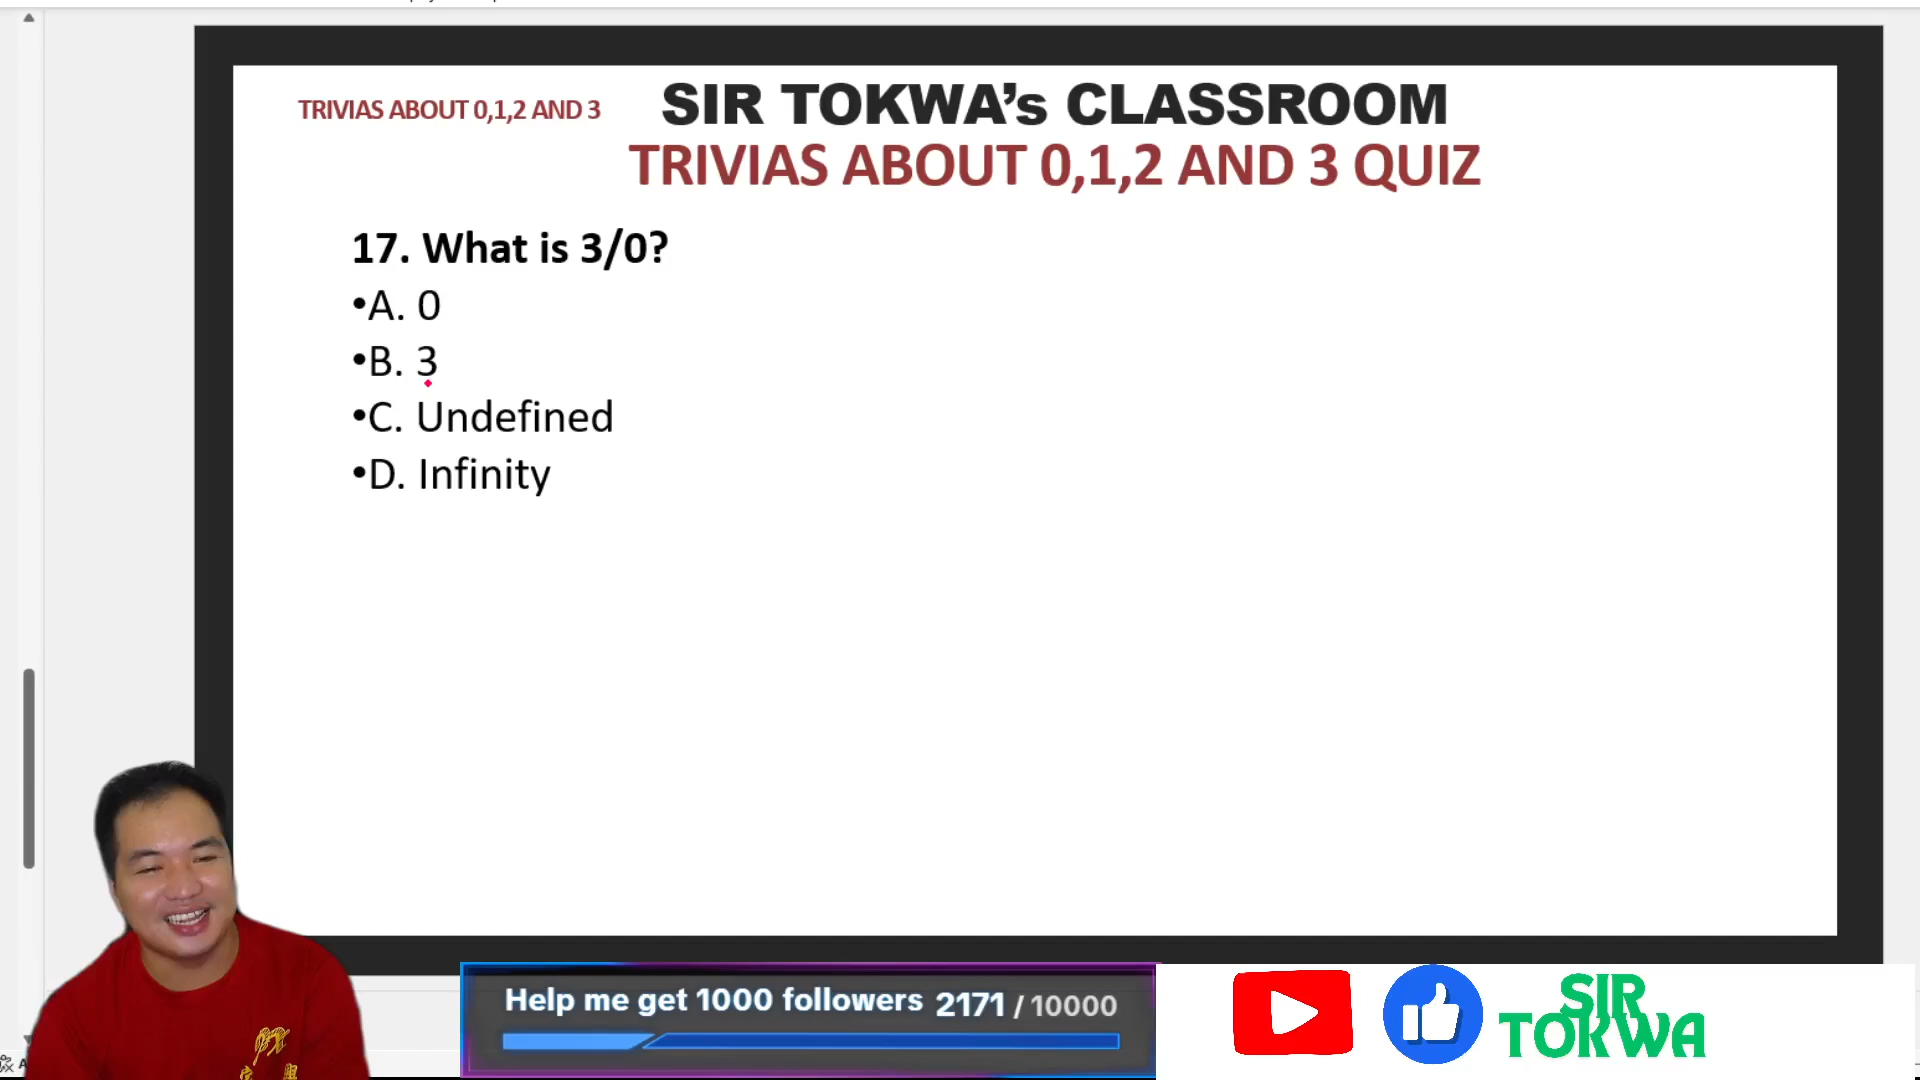 TRIVIAS ABOUT 0,1,2 AND 3
SIR TOKWA's CLASSROOM
TRIVIAS ABOUT 0,1,2 AND 3 QUIZ
17. What is 3/0?
•A. 0
•B. 3
•C. Undefined
•D. Infinity
Help me get 1000 followers 2171 / 10000
SIR
TOKWA